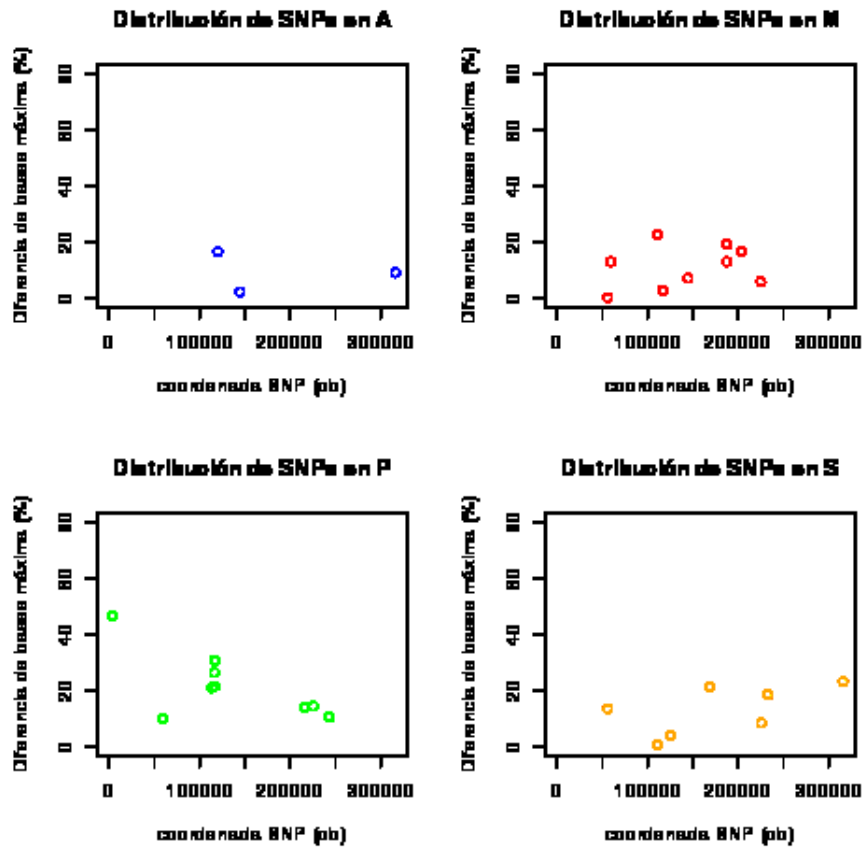 Distribución de SNPs en A
Diferencia de bases máxima (%)
80
60
40
20
0
0 100000 200000 300000
coordenada SNP (pb)
Distribución de SNPs en M
Diferencia de bases máxima (%)
80
60
40
20
0
0 100000 200000 300000
coordenada SNP (pb)
Distribución de SNPs en P
Diferencia de bases máxima (%)
80
60
40
20
0
0 100000 200000 300000
coordenada SNP (pb)
Distribución de SNPs en S
Diferencia de bases máxima (%)
80
60
40
20
0
0 100000 200000 300000
coordenada SNP (pb)